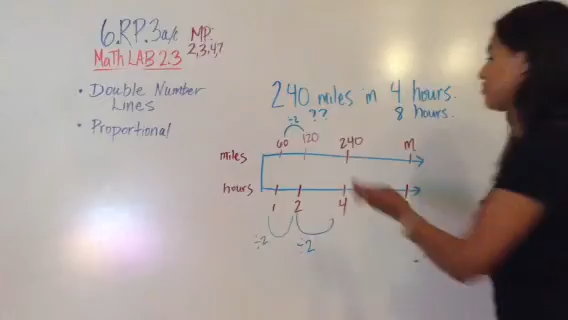 6.RP.3a/c MP:
2,3,4,7
Math LAB 2.3
• Double Number
Lines
• Proportional
240 miles in 4 hours.
?? 8 hours.
÷2
60 120 240 m
miles
hours
1 2 4
÷2 ÷2